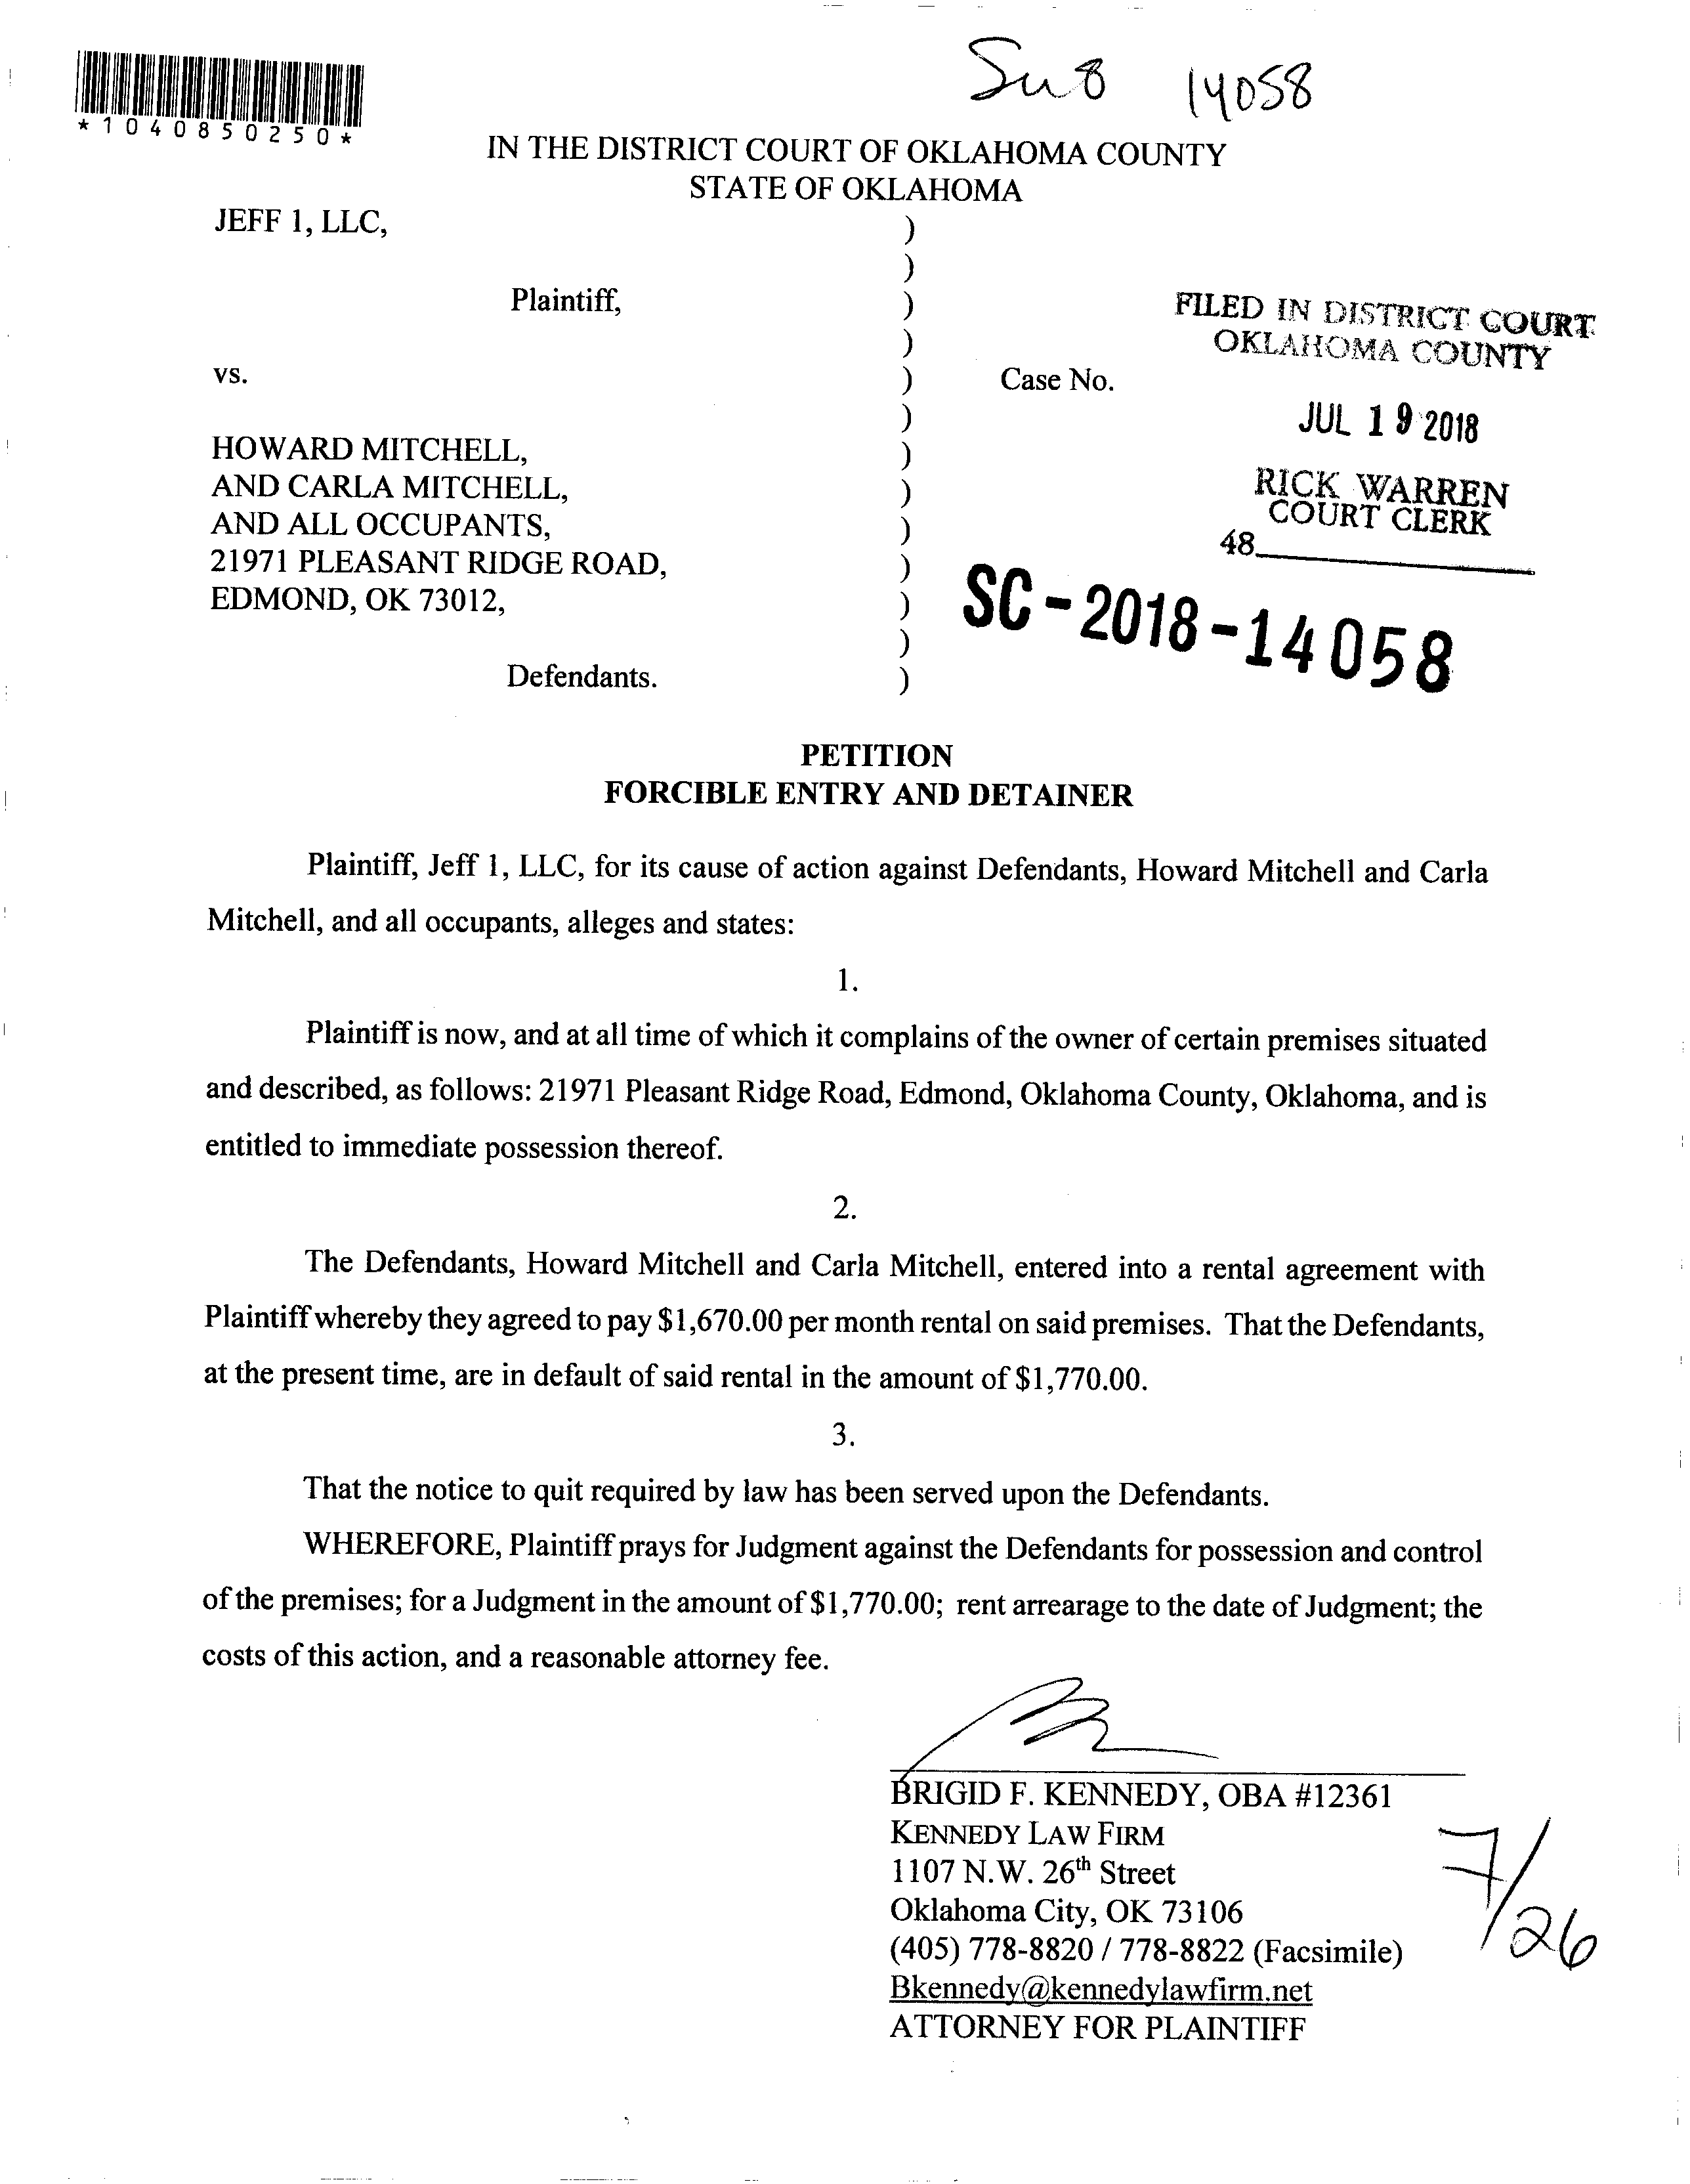 Su8 14058
*1040850250*
IN THE DISTRICT COURT OF OKLAHOMA COUNTY
STATE OF OKLAHOMA
JEFF 1, LLC, )
)
Plaintiff, )
)
vs. ) Case No.
)
HOWARD MITCHELL, )
AND CARLA MITCHELL, )
AND ALL OCCUPANTS, )
21971 PLEASANT RIDGE ROAD, )
EDMOND, OK 73012, )
)
Defendants. )
FILED IN DISTRICT COURT
OKLAHOMA COUNTY
JUL 19 2018
RICK WARREN
COURT CLERK
48
SC-2018-14058
PETITION
FORCIBLE ENTRY AND DETAINER
Plaintiff, Jeff 1, LLC, for its cause of action against Defendants, Howard Mitchell and Carla
Mitchell, and all occupants, alleges and states:
1.
Plaintiff is now, and at all time of which it complains of the owner of certain premises situated
and described, as follows: 21971 Pleasant Ridge Road, Edmond, Oklahoma County, Oklahoma, and is
entitled to immediate possession thereof.
2.
The Defendants, Howard Mitchell and Carla Mitchell, entered into a rental agreement with
Plaintiff whereby they agreed to pay $1,670.00 per month rental on said premises. That the Defendants,
at the present time, are in default of said rental in the amount of $1,770.00.
3.
That the notice to quit required by law has been served upon the Defendants.
WHEREFORE, Plaintiff prays for Judgment against the Defendants for possession and control
of the premises; for a Judgment in the amount of $1,770.00; rent arrearage to the date of Judgment; the
costs of this action, and a reasonable attorney fee.
BRIGID F. KENNEDY, OBA #12361
KENNEDY LAW FIRM
1107 N.W. 26th Street
Oklahoma City, OK 73106
(405) 778-8820 / 778-8822 (Facsimile)
Bkennedy@kennedylawfirm.net
ATTORNEY FOR PLAINTIFF
7/26